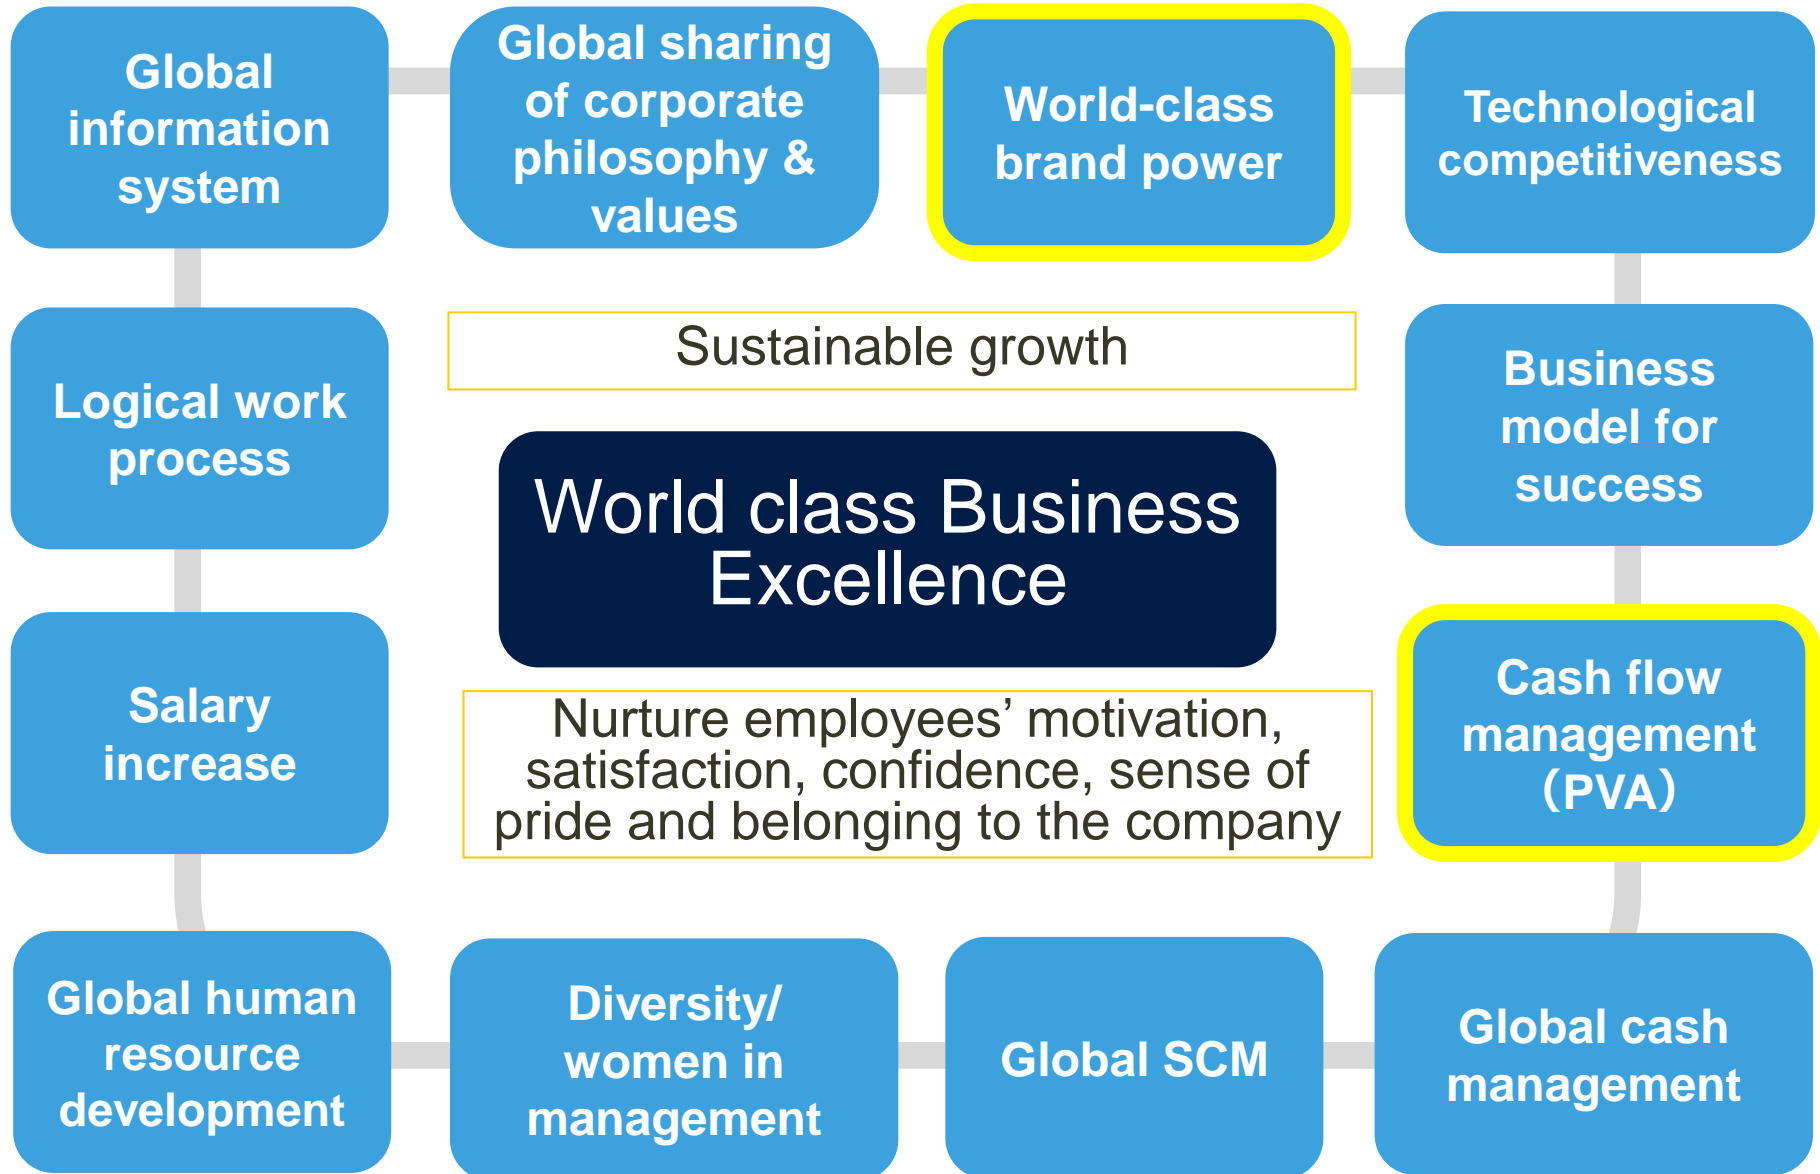 Global
information
system
Global sharing
of corporate
philosophy &
values
World-class
brand power
Technological
competitiveness
Sustainable growth
Logical work
process
Business
model for
success
World class Business
Excellence
Salary
increase
Nurture employees’ motivation,
satisfaction, confidence, sense of
pride and belonging to the company
Cash flow
management
（PVA）
Global human
resource
development
Diversity/
women in
management
Global SCM
Global cash
management